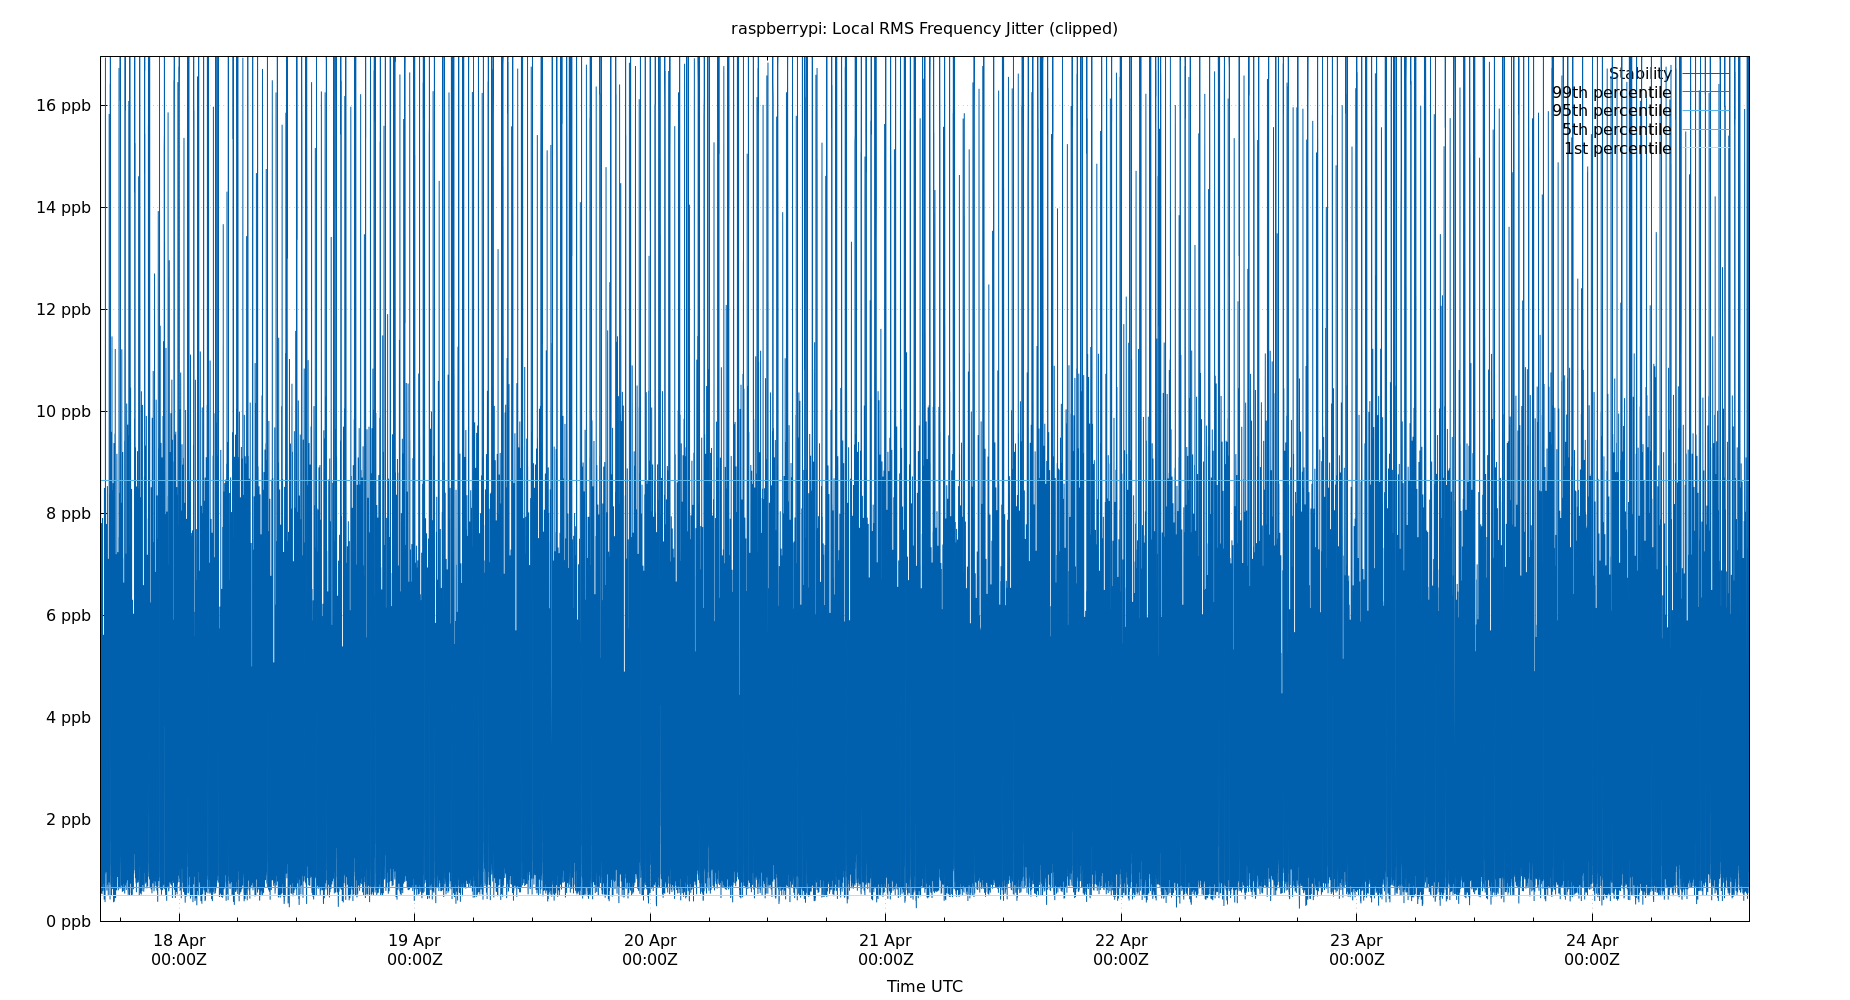 raspberrypi: Local RMS Frequency Jitter (clipped)
Stability
99th percentile
95th percentile
5th percentile
1st percentile
16 ppb
14 ppb
12 ppb
10 ppb
8 ppb
6 ppb
4 ppb
2 ppb
0 ppb
18 Apr 19 Apr 20 Apr 21 Apr 22 Apr 23 Apr 24 Apr
00:00Z 00:00Z 00:00Z 00:00Z 00:00Z 00:00Z 00:00Z
Time UTC